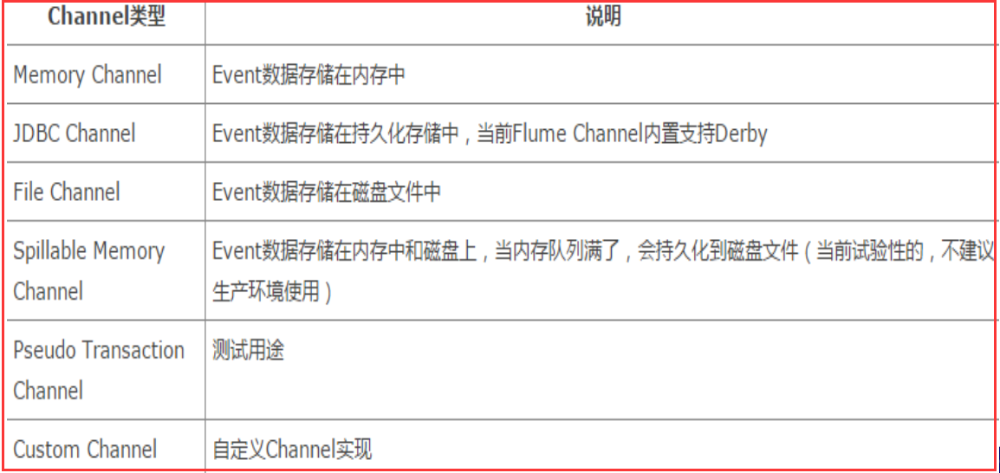 Channel类型 说明
Memory Channel Event数据存储在内存中
JDBC Channel Event数据存储在持久化存储中，当前Flume Channel内置支持Derby
File Channel Event数据存储在磁盘文件中
Spillable Memory Event数据存储在内存中和磁盘上，当内存队列满了，会持久化到磁盘文件（当前试验性的，不建议
Channel 生产环境使用）
Pseudo Transaction 测试用途
Channel
Custom Channel 自定义Channel实现